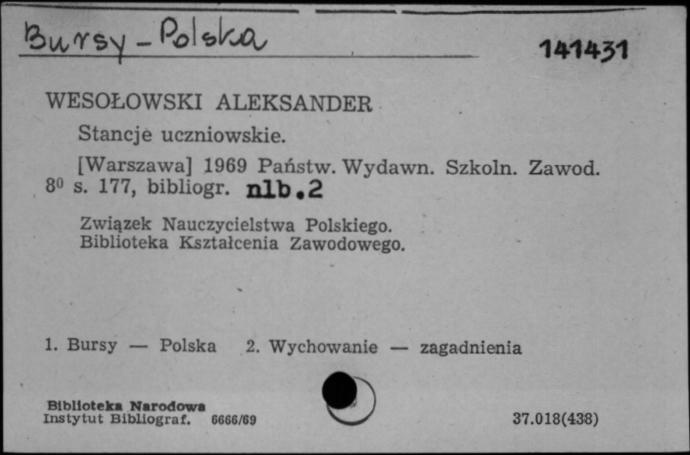 Bursy - Polska
141431
WESOŁOWSKI ALEKSANDER
Stancje uczniowskie.
[Warszawa] 1969 Państw. Wydawn. Szkoln. Zawod.
8⁰ s. 177, bibliogr. nlb.2
Związek Nauczycielstwa Polskiego.
Biblioteka Kształcenia Zawodowego.
1. Bursy — Polska 2. Wychowanie — zagadnienia
Biblioteka Narodowa
Instytut Bibliograf. 6666/69 37.018(438)